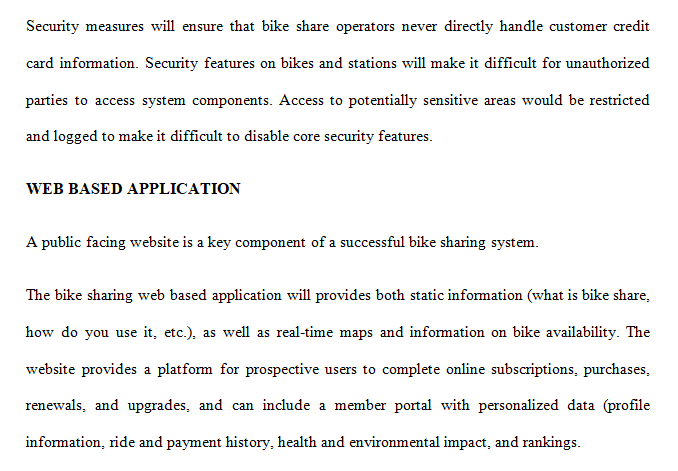 Security measures will ensure that bike share operators never directly handle customer credit
card information. Security features on bikes and stations will make it difficult for unauthorized
parties to access system components. Access to potentially sensitive areas would be restricted
and logged to make it difficult to disable core security features.
WEB BASED APPLICATION
A public facing website is a key component of a successful bike sharing system.
The bike sharing web based application will provides both static information (what is bike share,
how do you use it, etc.), as well as real-time maps and information on bike availability. The
website provides a platform for prospective users to complete online subscriptions, purchases,
renewals, and upgrades, and can include a member portal with personalized data (profile
information, ride and payment history, health and environmental impact, and rankings.